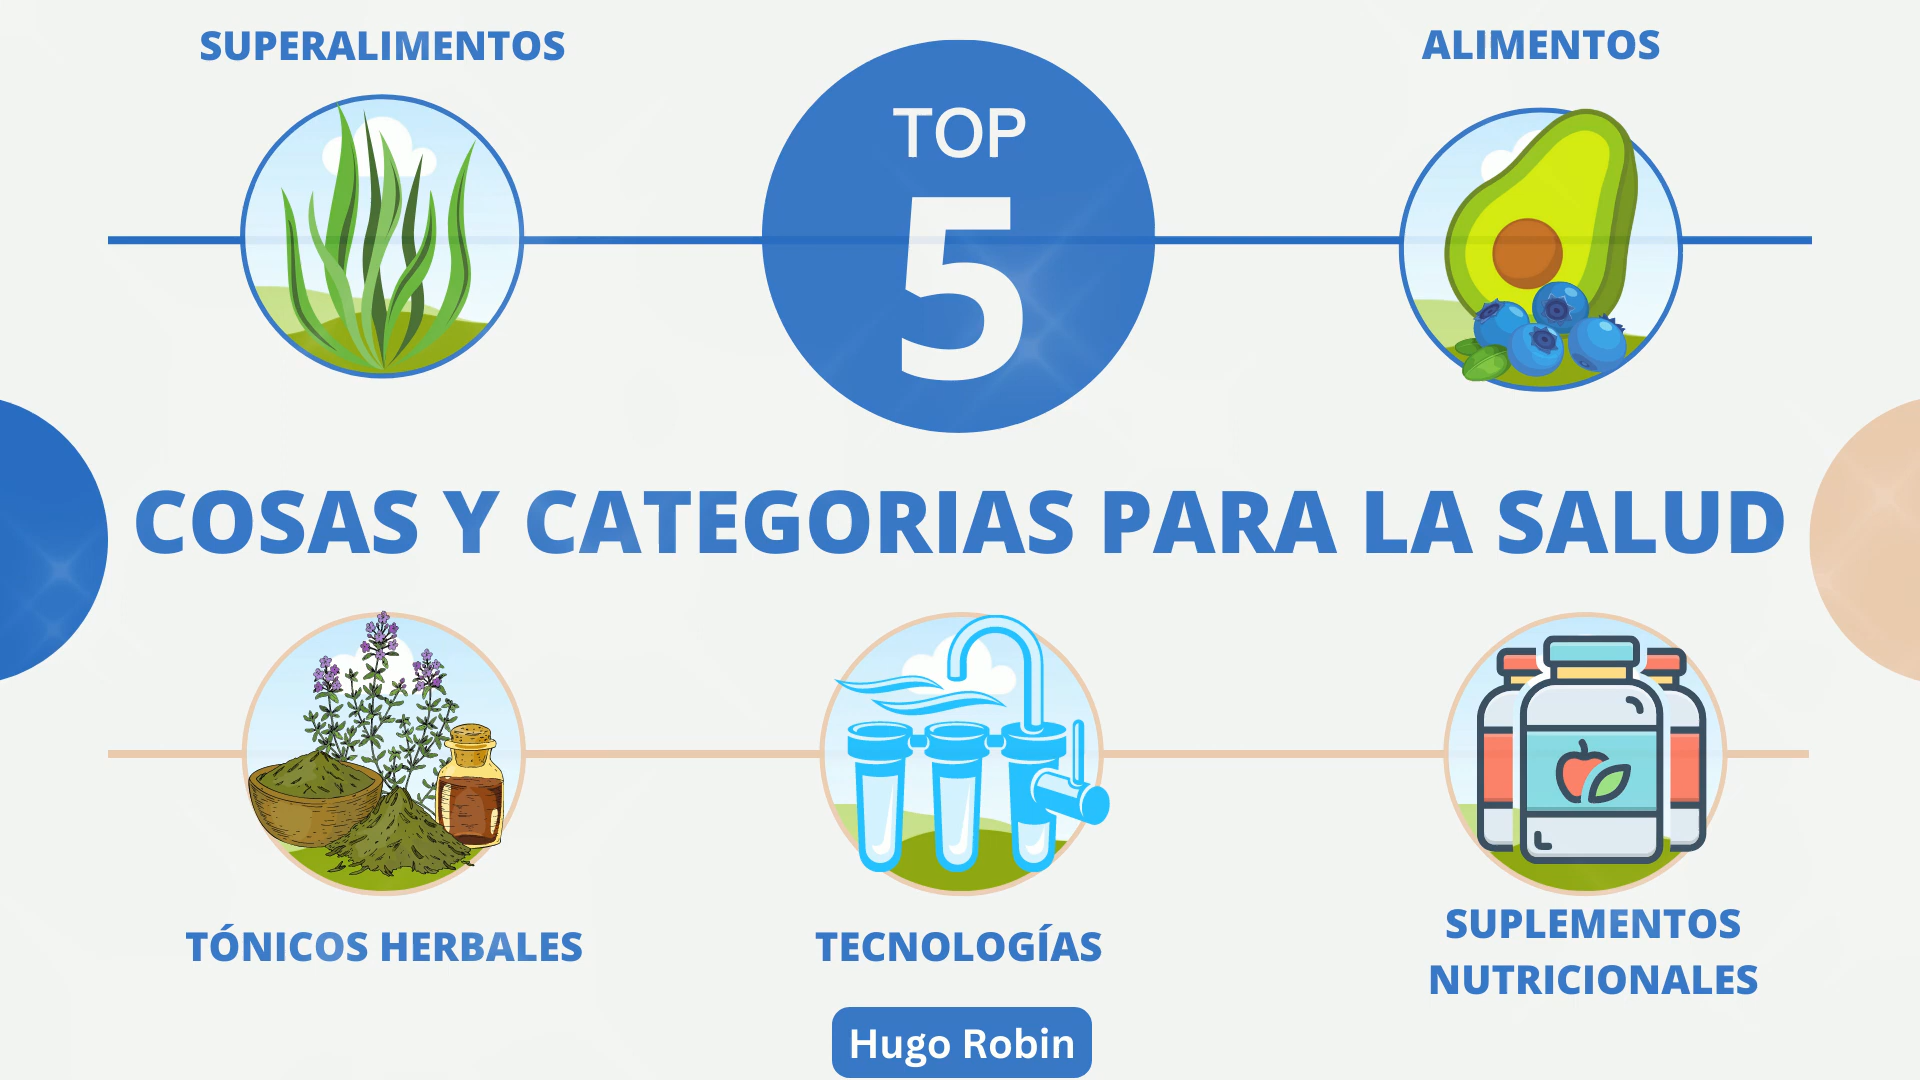 SUPERALIMENTOS
TOP
5
ALIMENTOS
COSAS Y CATEGORIAS PARA LA SALUD
TÓNICOS HERBALES
TECNOLOGÍAS
SUPLEMENTOS
NUTRICIONALES
Hugo Robin